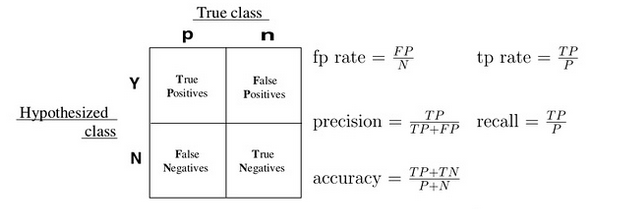 True class
p n
Y
True
Positives
False
Positives
Hypothesized
class
N
False
Negatives
True
Negatives
fp rate = FP/N
tp rate = TP/P
precision = TP/TP+FP
recall = TP/P
accuracy = TP+TN/P+N